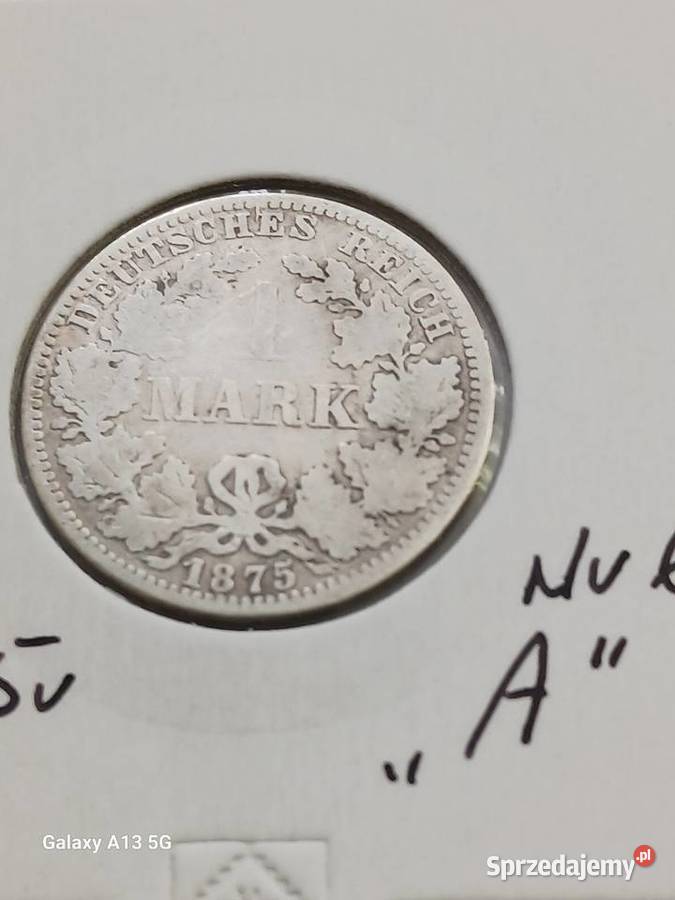 DEUTSCHES REICH
1
MARK
1875
„A"
Galaxy A13 5G
Sprzedajemy.pl